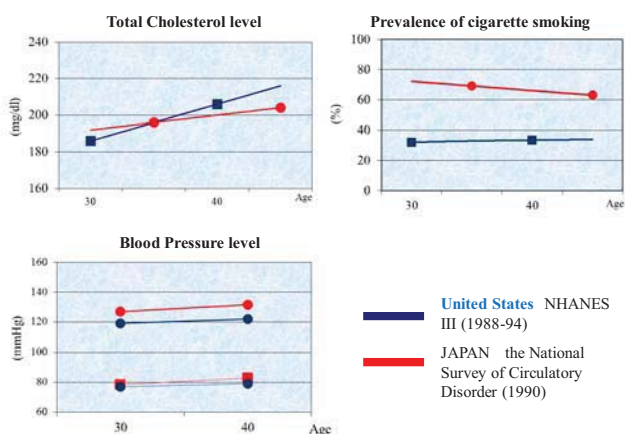 Total Cholesterol level
240
220
200
180
160
(mg/dl)
30
40
Age
Prevalence of cigarette smoking
100
80
60
40
20
0
(%)
30
40
Age
Blood Pressure level
160
140
120
100
80
60
(mmHg)
30
40
Age
United States NHANES
III (1988-94)
JAPAN the National
Survey of Circulatory
Disorder (1990)